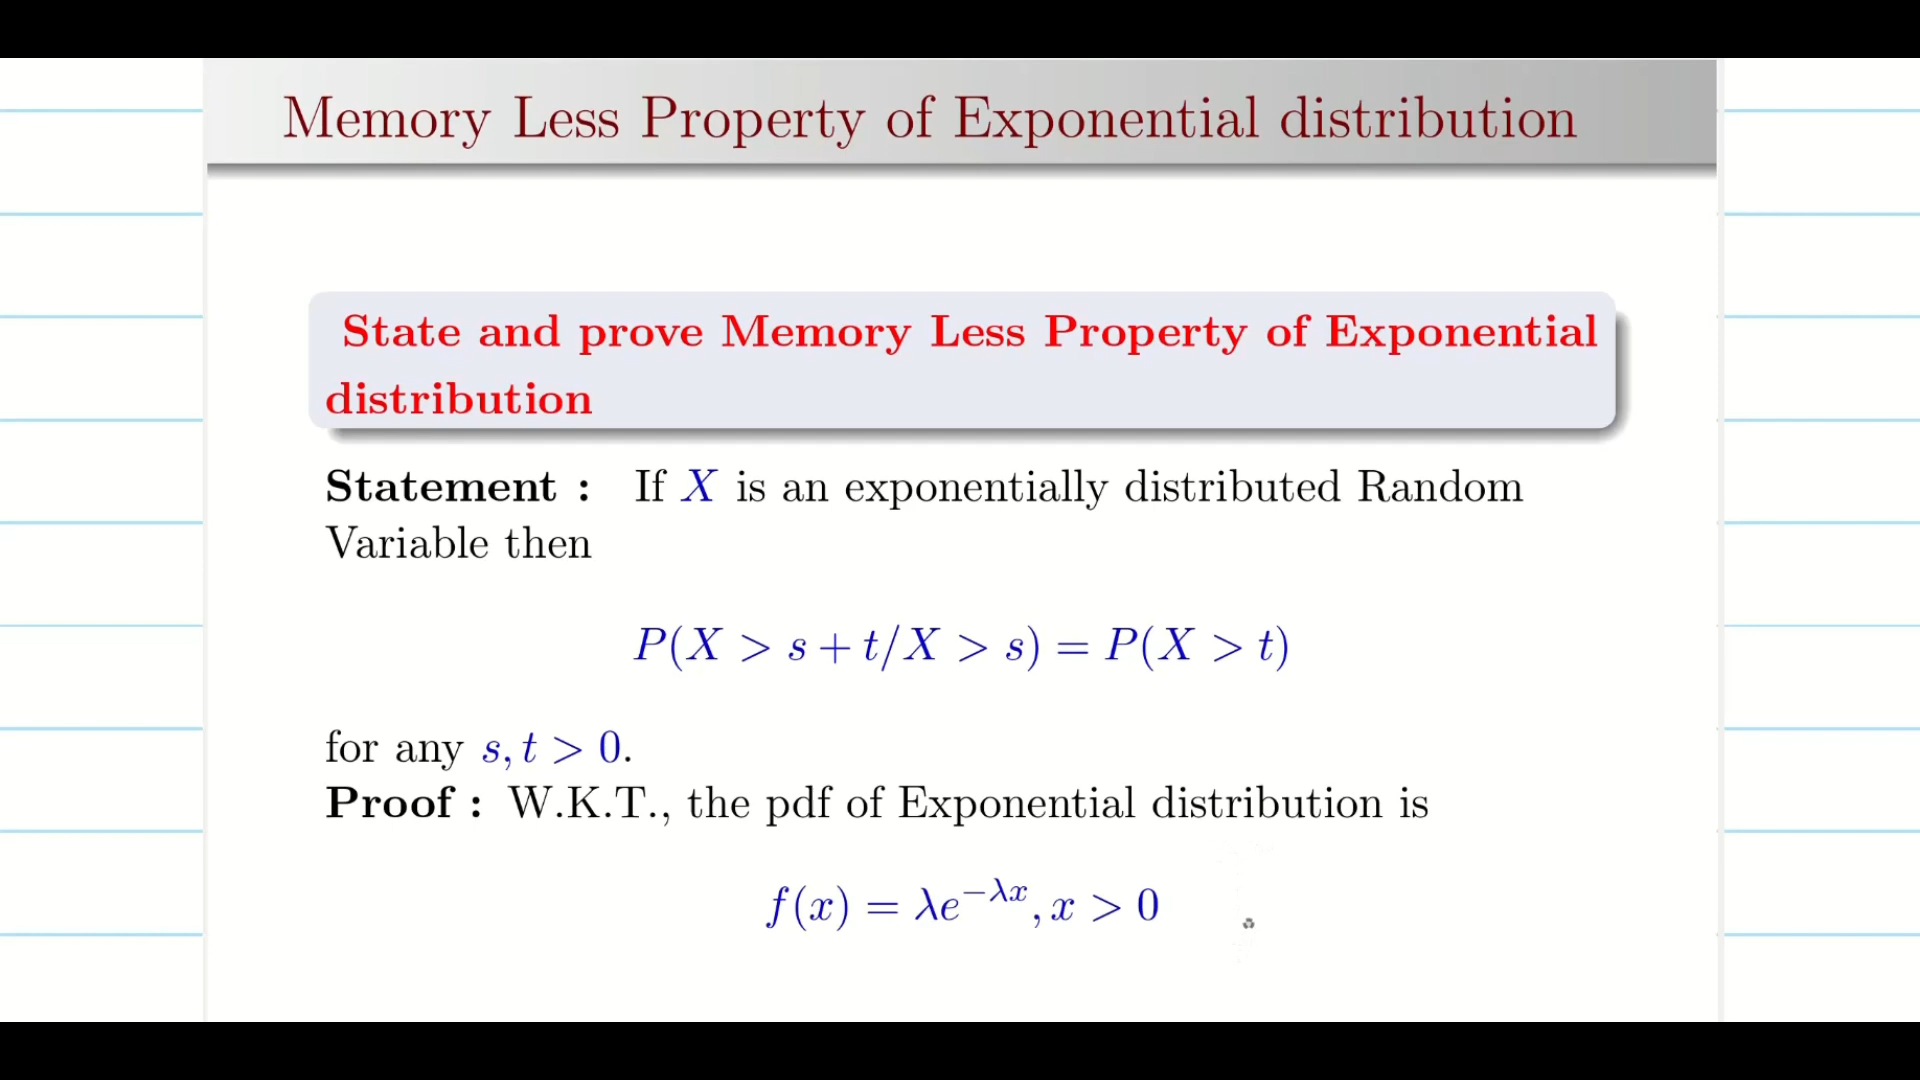 Memory Less Property of Exponential distribution
State and prove Memory Less Property of Exponential
distribution
Statement : If X is an exponentially distributed Random
Variable then
P(X > s + t/X > s) = P(X > t)
for any s, t > 0.
Proof : W.K.T., the pdf of Exponential distribution is
f(x) = λe^{−λx}, x > 0